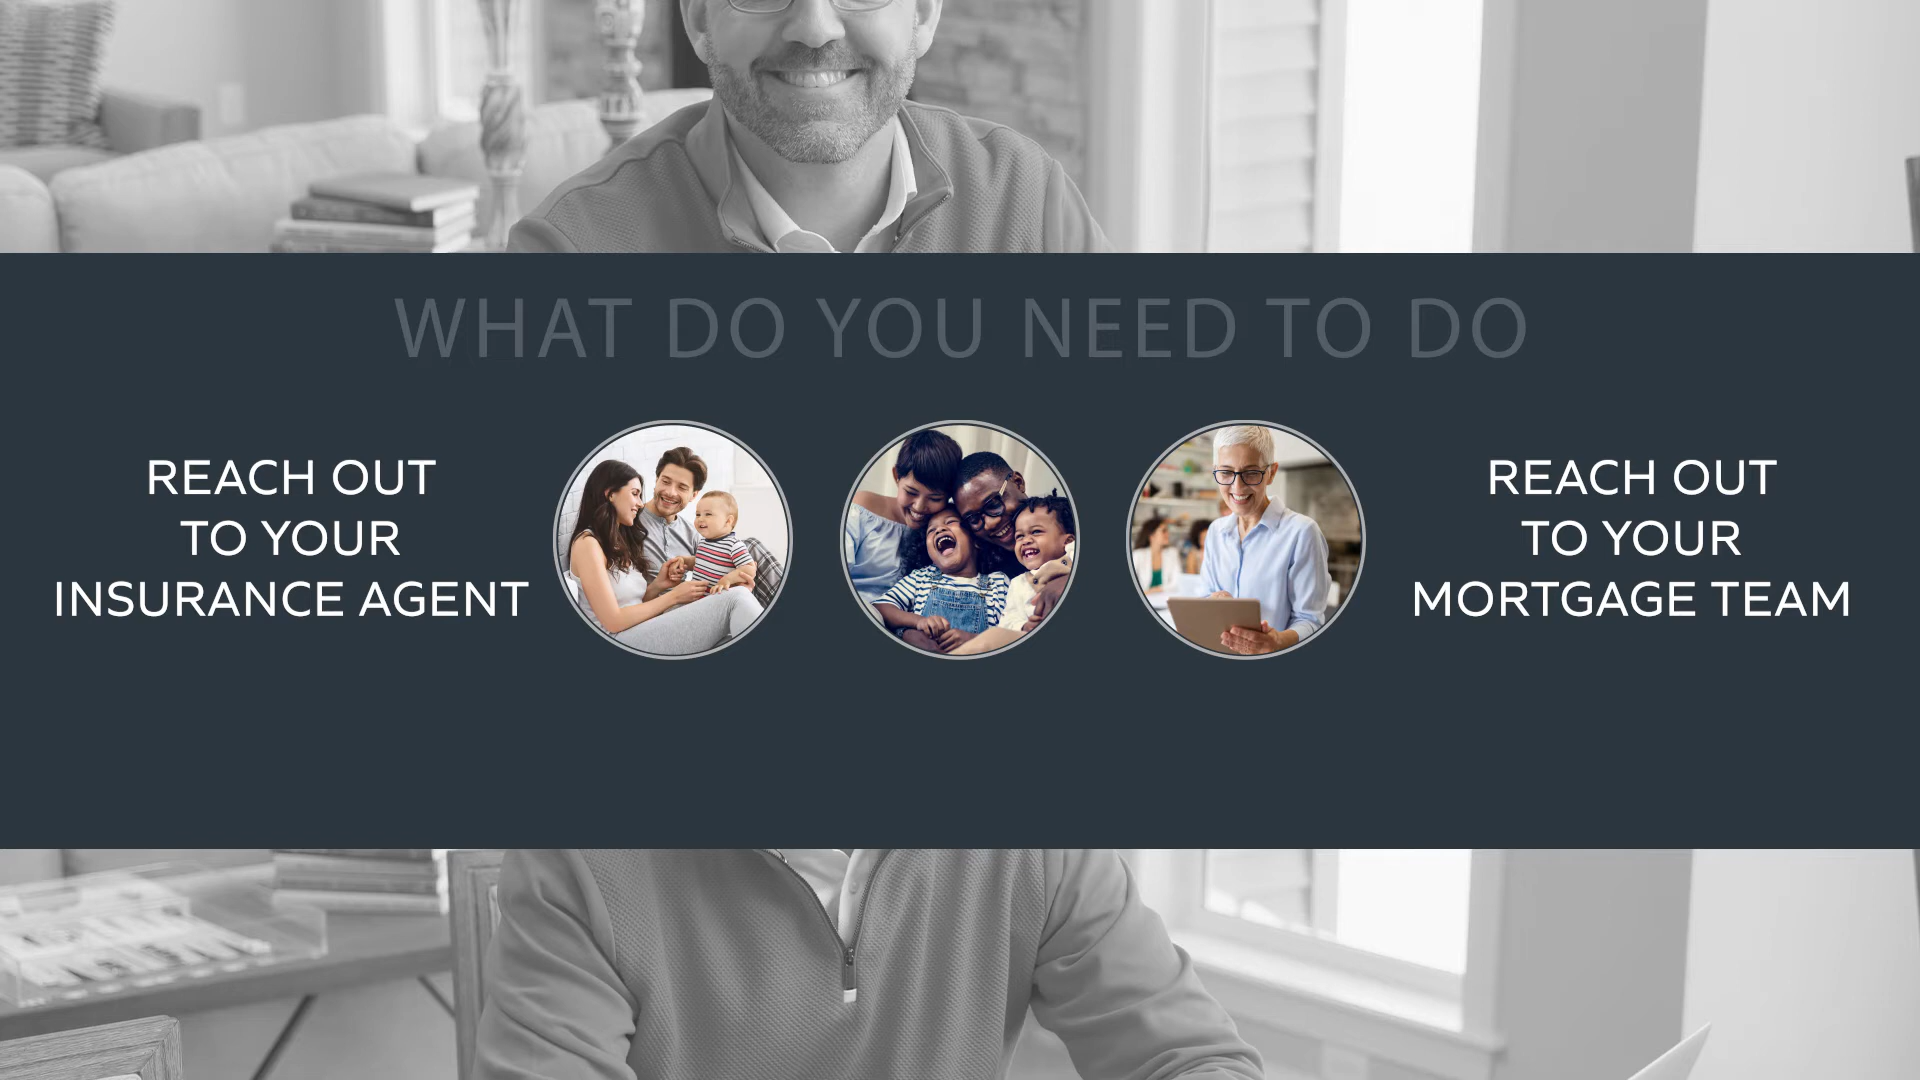 WHAT DO YOU NEED TO DO
REACH OUT
TO YOUR
INSURANCE AGENT
REACH OUT
TO YOUR
MORTGAGE TEAM